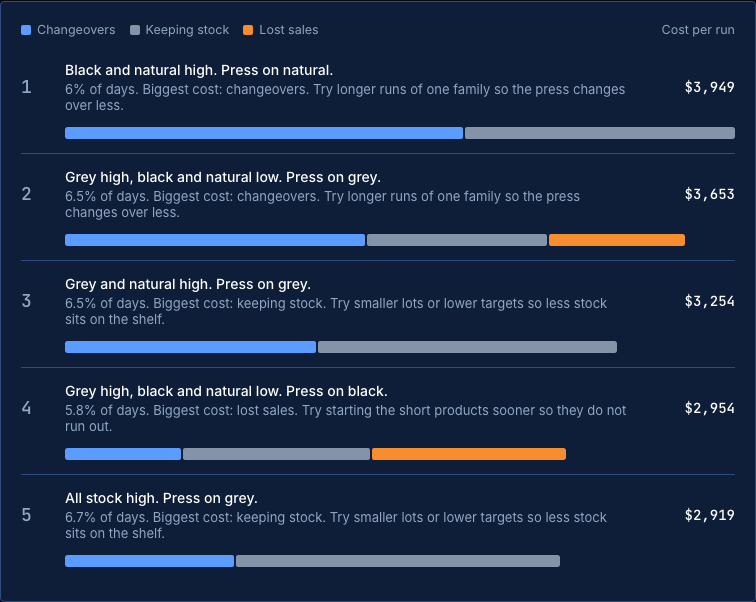 Changeovers Keeping stock Lost sales Cost per run
1
Black and natural high. Press on natural.
6% of days. Biggest cost: changeovers. Try longer runs of one family so the press changes
over less.
$3,949
2
Grey high, black and natural low. Press on grey.
6.5% of days. Biggest cost: changeovers. Try longer runs of one family so the press
changes over less.
$3,653
3
Grey and natural high. Press on grey.
6.5% of days. Biggest cost: keeping stock. Try smaller lots or lower targets so less stock
sits on the shelf.
$3,254
4
Grey high, black and natural low. Press on black.
5.8% of days. Biggest cost: lost sales. Try starting the short products sooner so they do not
run out.
$2,954
5
All stock high. Press on grey.
6.7% of days. Biggest cost: keeping stock. Try smaller lots or lower targets so less stock
sits on the shelf.
$2,919